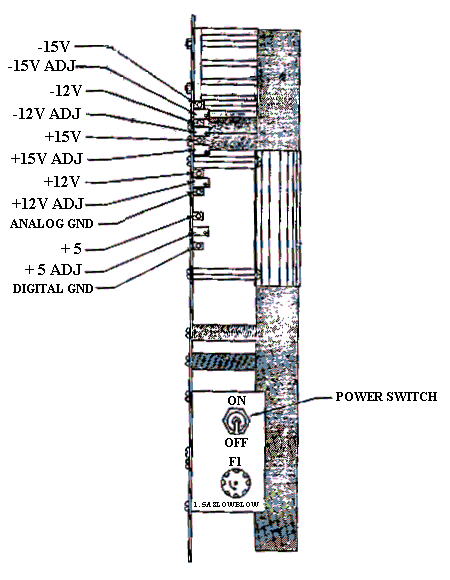 -15V
-15V ADJ
-12V
-12V ADJ
+15V
+15V ADJ
+12V
+12V ADJ
ANALOG GND
+ 5
+ 5 ADJ
DIGITAL GND
ON
POWER SWITCH
OFF
F1
1.5A SLOWBLOW